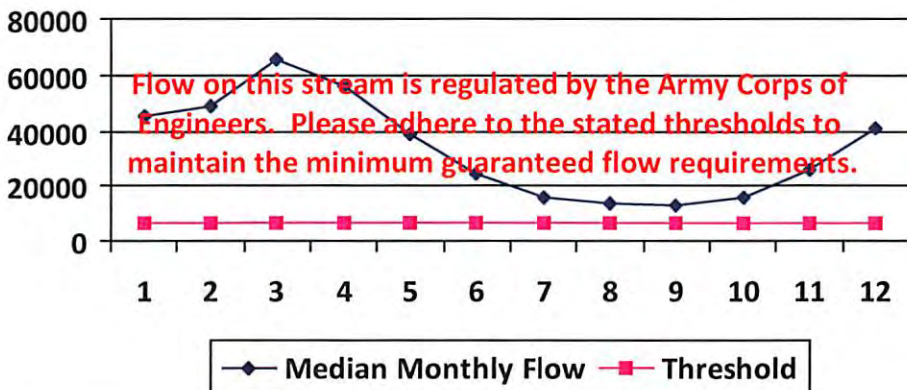 80000
60000
40000
20000
0
Flow on this stream is regulated by the Army Corps of
Engineers. Please adhere to the stated thresholds to
maintain the minimum guaranteed flow requirements.
1 2 3 4 5 6 7 8 9 10 11 12
Median Monthly Flow Threshold